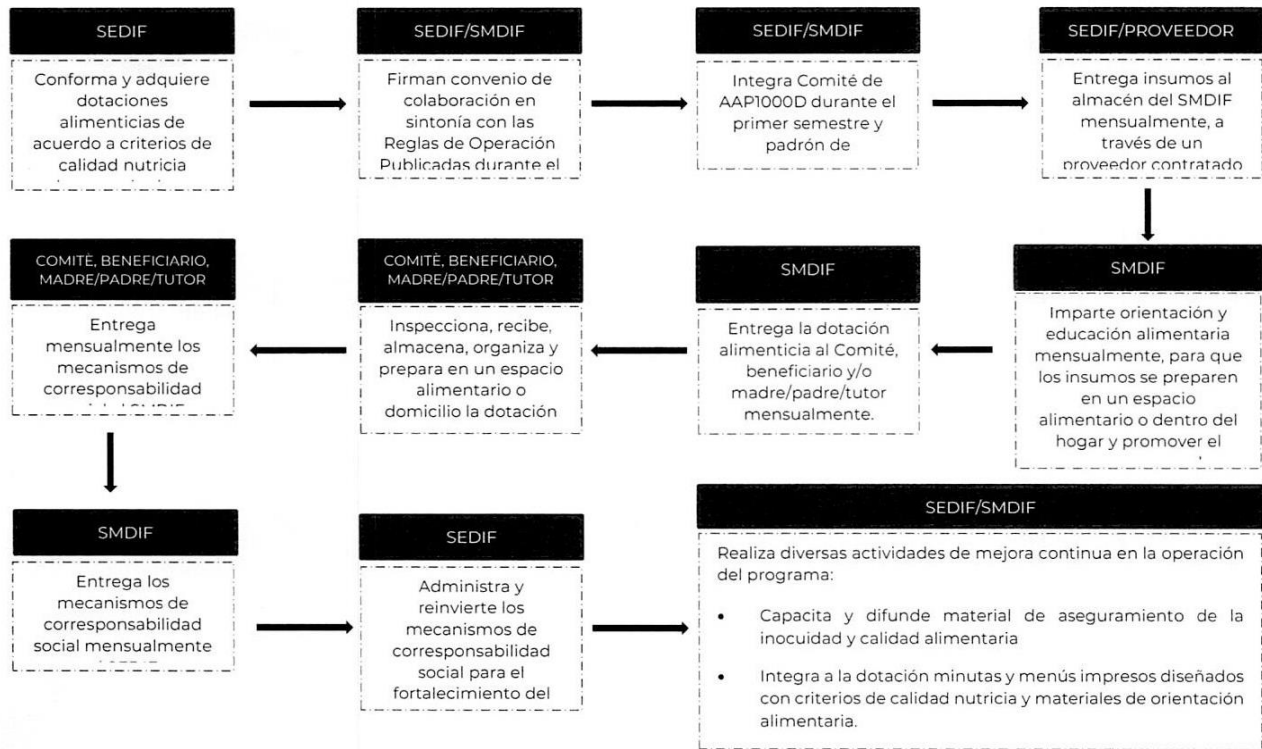 SEDIF
Conforma y adquiere
dotaciones
alimenticias de
acuerdo a criterios de
calidad nutricia
SEDIF/SMDIF
Firman convenio de
colaboración en
sintonía con las
Reglas de Operación
Publicadas durante el
SEDIF/SMDIF
Integra Comité de
AAP1000D durante el
primer semestre y
padrón de
SEDIF/PROVEEDOR
Entrega insumos al
almacén del SMDIF
mensualmente, a
través de un
proveedor contratado
COMITÈ, BENEFICIARIO,
MADRE/PADRE/TUTOR
Entrega
mensualmente los
mecanismos de
corresponsabilidad
SMDIF
COMITÈ, BENEFICIARIO,
MADRE/PADRE/TUTOR
Inspecciona, recibe,
almacena, organiza y
prepara en un espacio
alimentario o
domicilio la dotación
SMDIF
Entrega la dotación
alimenticia al Comité,
beneficiario y/o
madre/padre/tutor
mensualmente.
SMDIF
Imparte orientación y
educación alimentaria
mensualmente, para que
los insumos se preparen
en un espacio
alimentario o dentro del
hogar y promover el
SMDIF
Entrega los
mecanismos de
corresponsabilidad
social mensualmente
SEDIF
Administra y
reinvierte los
mecanismos de
corresponsabilidad
social para el
fortalecimiento del
SEDIF/SMDIF
Realiza diversas actividades de mejora continua en la operación
del programa:
• Capacita y difunde material de aseguramiento de la
inocuidad y calidad alimentaria
• Integra a la dotación minutas y menús impresos diseñados
con criterios de calidad nutricia y materiales de orientación
alimentaria.